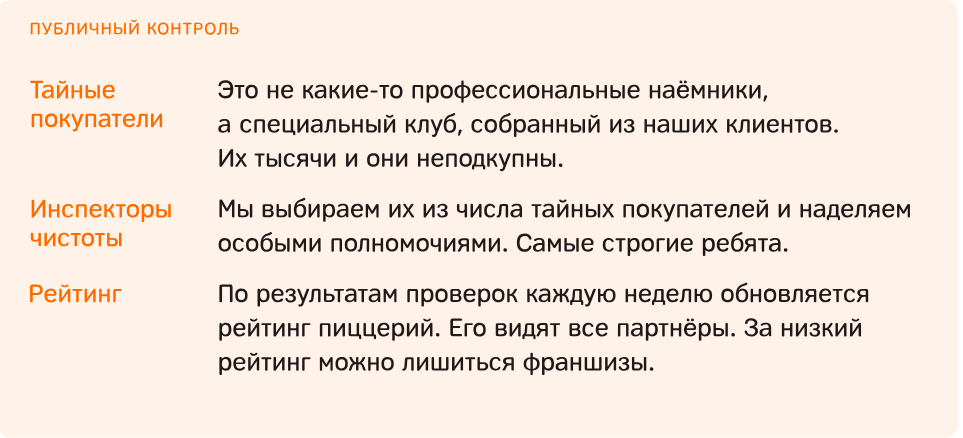 ПУБЛИЧНЫЙ КОНТРОЛЬ
Тайные
покупатели
Это не какие-то профессиональные наёмники,
а специальный клуб, собранный из наших клиентов.
Их тысячи и они неподкупны.
Инспекторы
чистоты
Мы выбираем их из числа тайных покупателей и наделяем
особыми полномочиями. Самые строгие ребята.
Рейтинг
По результатам проверок каждую неделю обновляется
рейтинг пиццерий. Его видят все партнёры. За низкий
рейтинг можно лишиться франшизы.